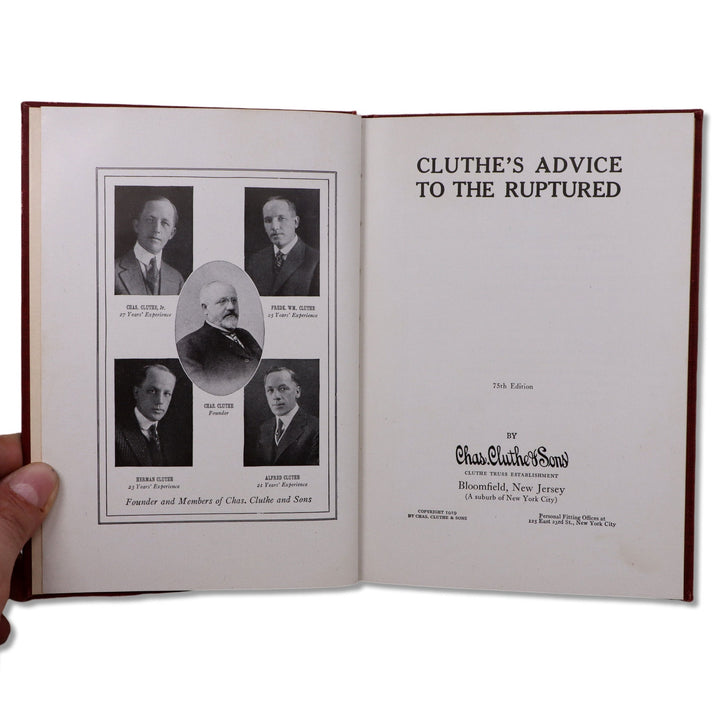 CHAS. CLUTHE, Jr.
27 Years' Experience
FREDK. WM. CLUTHE
25 Years' Experience
CHAS. CLUTHE
Founder
HERMAN CLUTHE
23 Years' Experience
ALFRED CLUTHE
21 Years' Experience
Founder and Members of Chas. Cluthe and Sons
CLUTHE'S ADVICE
TO THE RUPTURED
75th Edition
BY
Chas. Cluthe & Sons
CLUTHE TRUSS ESTABLISHMENT
Bloomfield, New Jersey
(A suburb of New York City)
COPYRIGHT 1919
BY CHAS. CLUTHE & SONS
Personal Fitting Offices at
125 East 23rd St., New York City